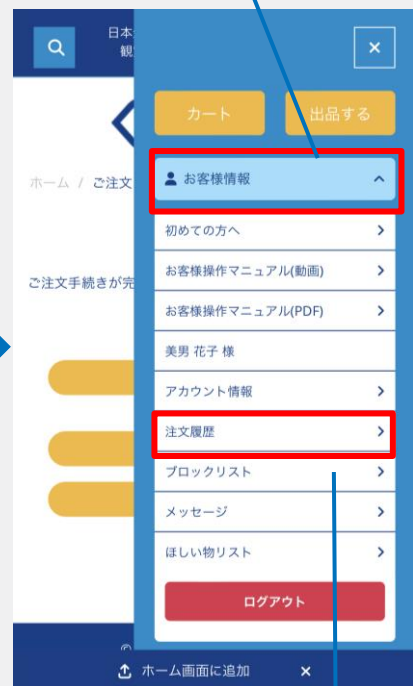 日本
観
カート
出品する
ホーム / ご注文
お客様情報
初めての方へ
お客様操作マニュアル(動画)
ご注文手続きが完
お客様操作マニュアル(PDF)
美男 花子 様
アカウント情報
注文履歴
ブロックリスト
メッセージ
ほしい物リスト
ログアウト
©
ホーム画面に追加